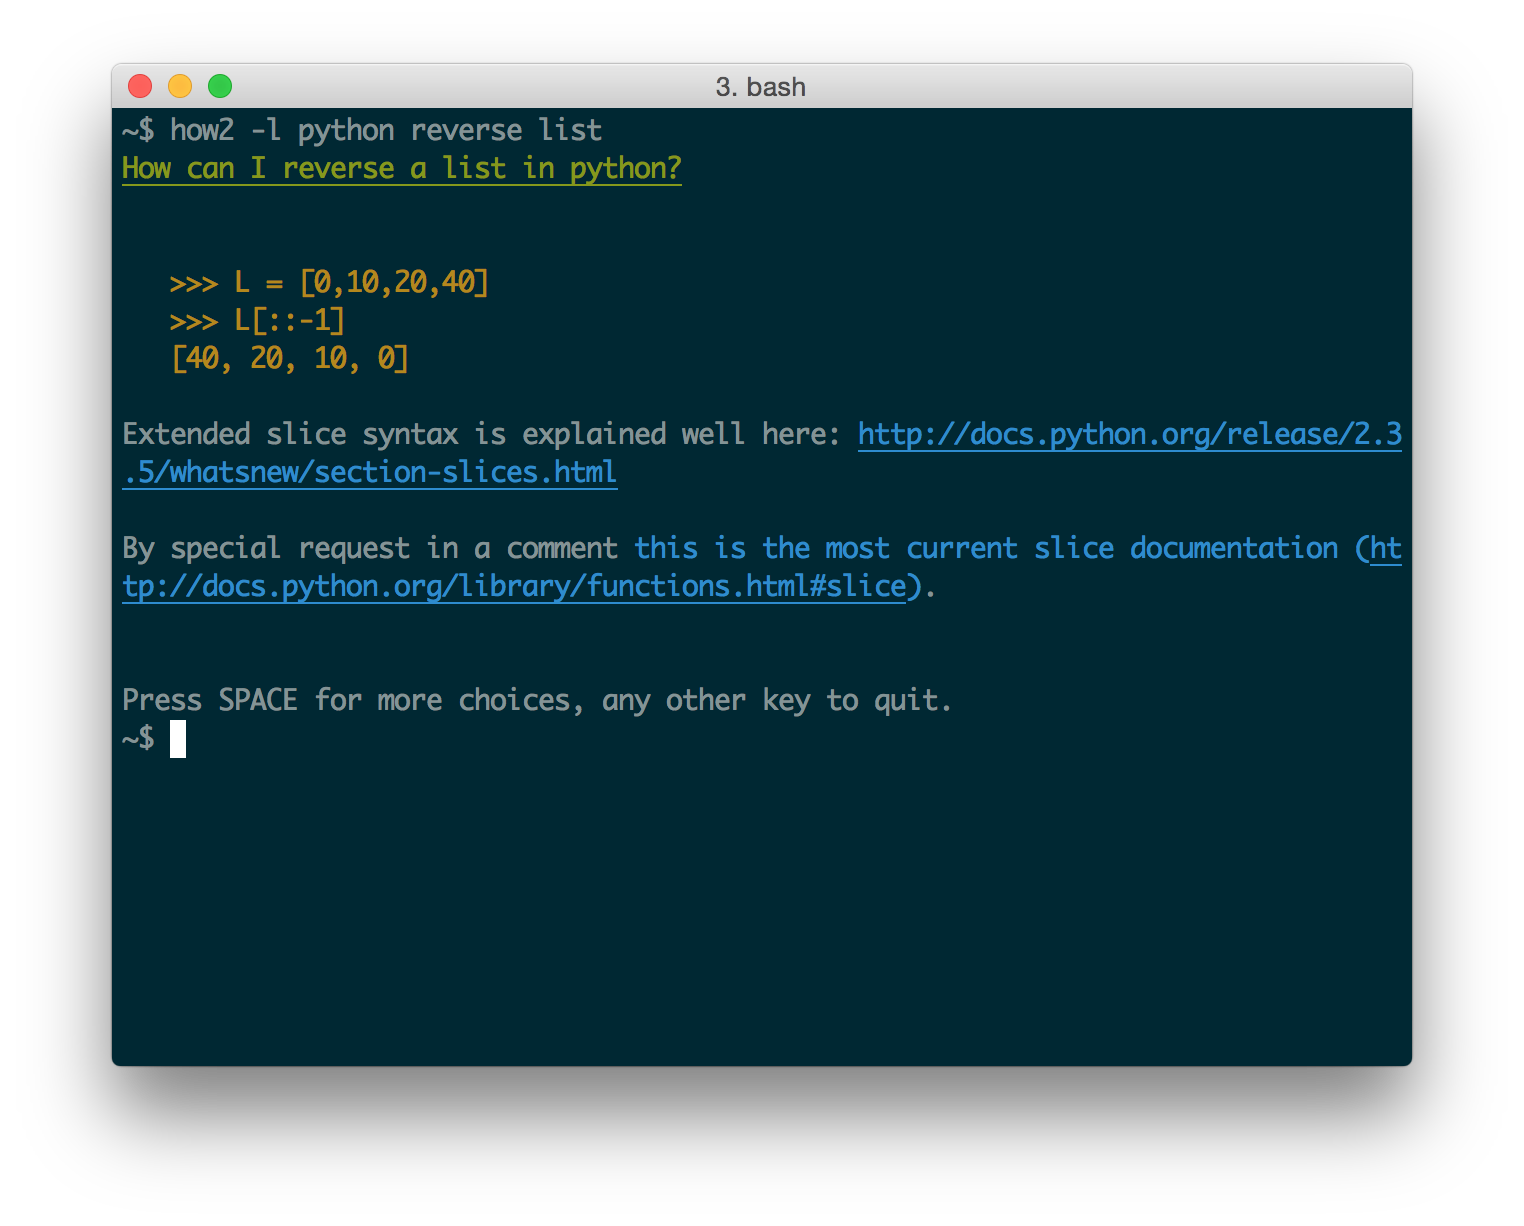 3. bash
~$ how2 -l python reverse list
How can I reverse a list in python?
>>> L = [0,10,20,40]
>>> L[::-1]
[40, 20, 10, 0]
Extended slice syntax is explained well here: http://docs.python.org/release/2.3
.5/whatsnew/section-slices.html
By special request in a comment this is the most current slice documentation (ht
tp://docs.python.org/library/functions.html#slice).
Press SPACE for more choices, any other key to quit.
~$